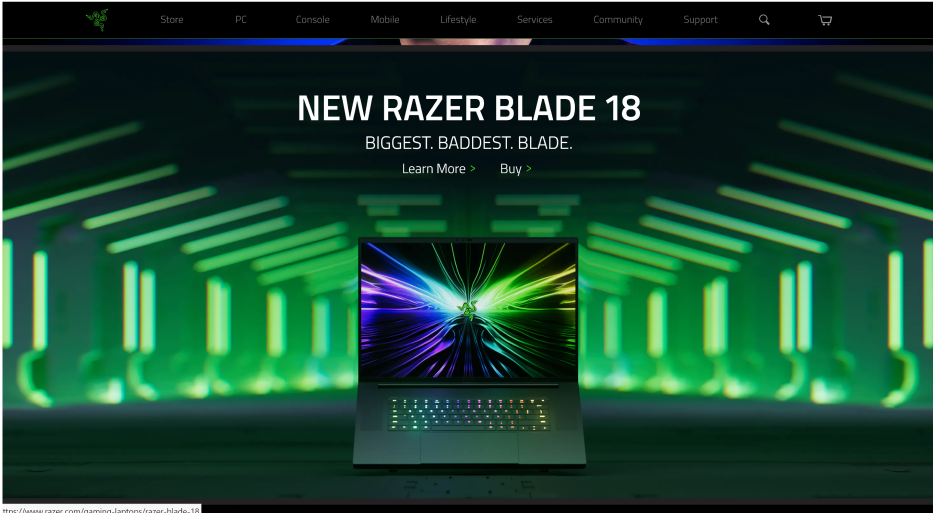 Store PC Console Mobile Lifestyle Services Community Support
NEW RAZER BLADE 18
BIGGEST. BADDEST. BLADE.
Learn More > Buy >
ttps://www.razer.com/gaming-laptops/razer-blade-18